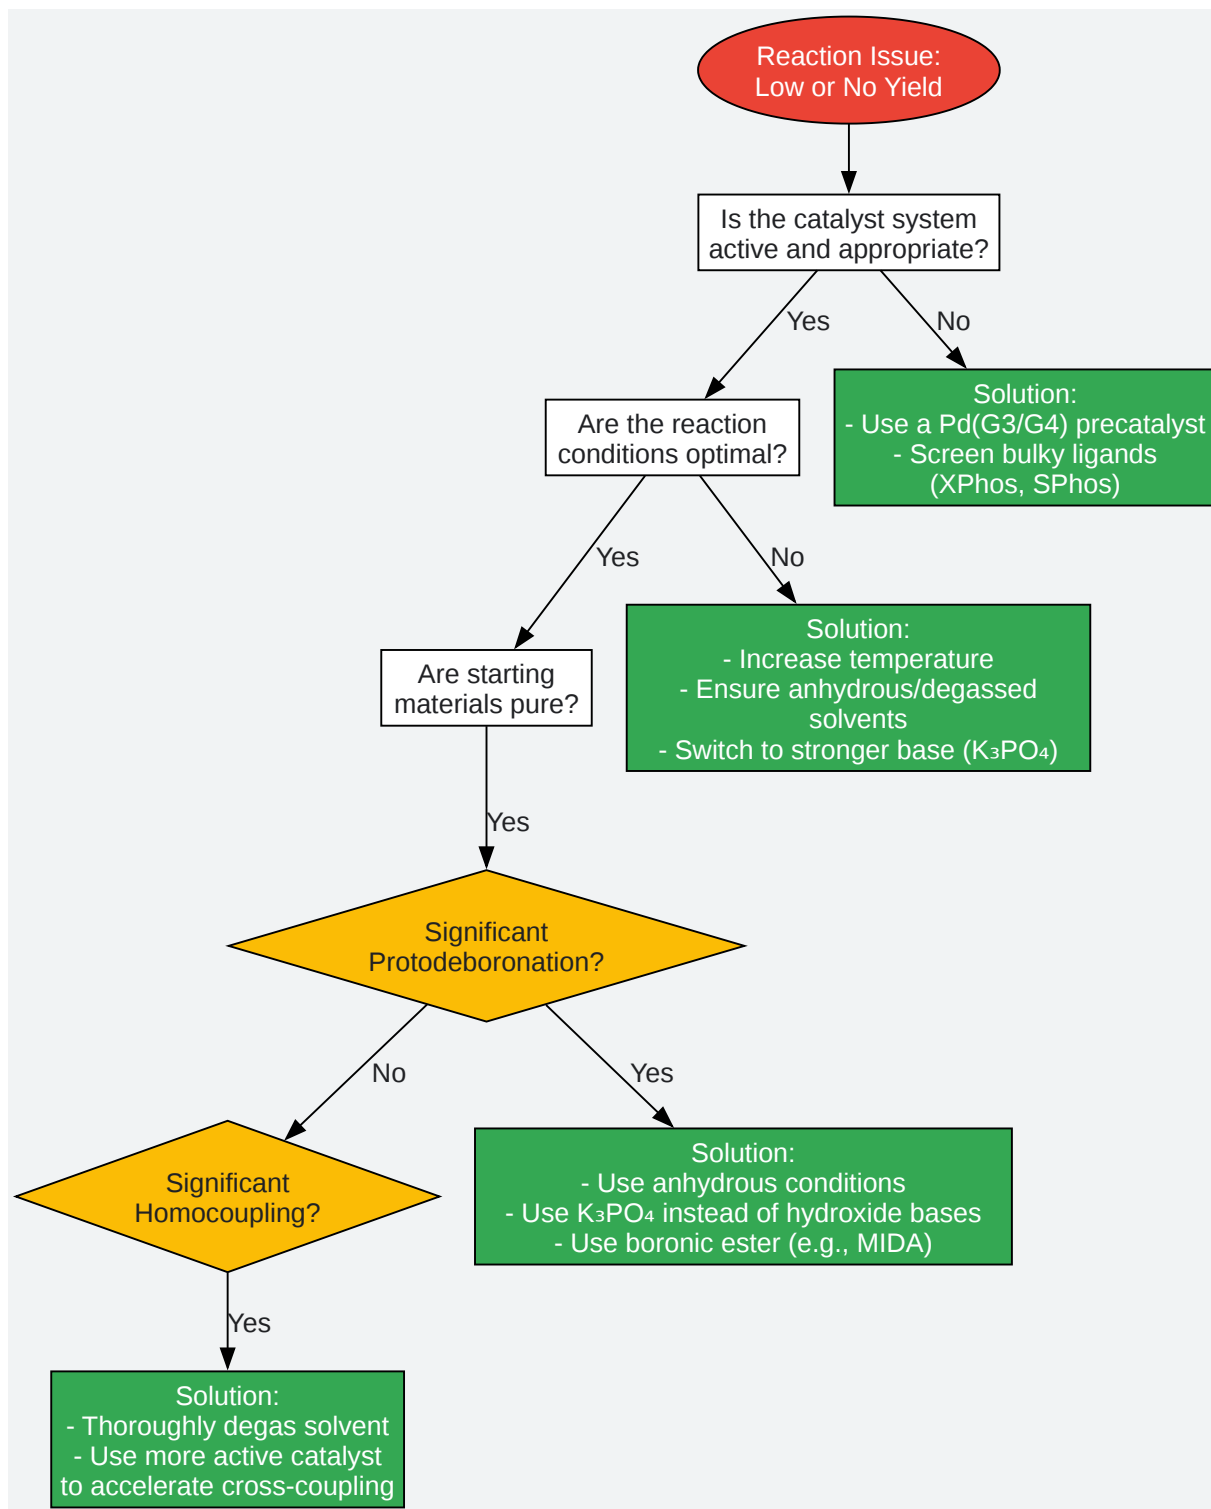 Reaction Issue:
Low or No Yield
Is the catalyst system
active and appropriate?
Yes
No
Solution:
- Use a Pd(G3/G4) precatalyst
- Screen bulky ligands
(XPhos, SPhos)
Are the reaction
conditions optimal?
Yes
No
Solution:
- Increase temperature
- Ensure anhydrous/degassed
solvents
- Switch to stronger base (K₃PO₄)
Are starting
materials pure?
Yes
Significant
Protodeboronation?
No
Yes
Solution:
- Use anhydrous conditions
- Use K₃PO₄ instead of hydroxide bases
- Use boronic ester (e.g., MIDA)
Significant
Homocoupling?
Yes
Solution:
- Thoroughly degas solvent
- Use more active catalyst
to accelerate cross-coupling